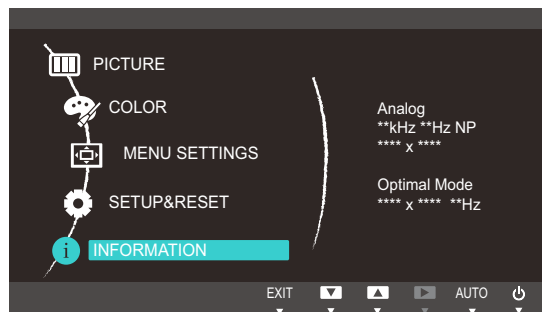 PICTURE
COLOR
MENU SETTINGS
SETUP&RESET
i INFORMATION
Analog
**kHz **Hz NP
**** x ****
Optimal Mode
**** x **** **Hz
EXIT AUTO